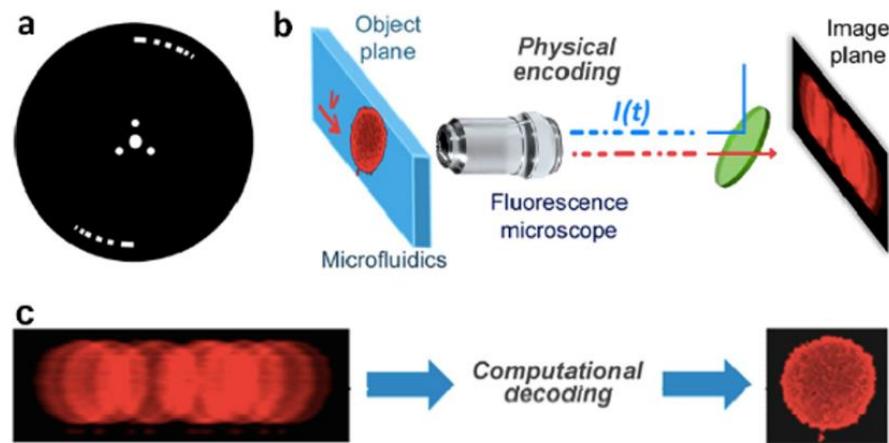 a
b
Object
plane
Physical
encoding
Image
plane
V
I(t)
Fluorescence
microscope
Microfluidics
c
Computational
decoding